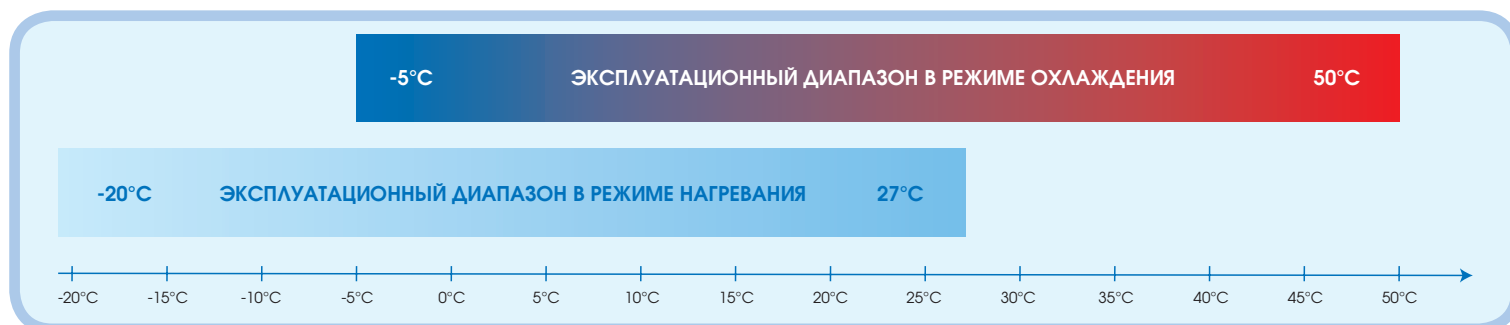 -5°C ЭКСПЛУАТАЦИОННЫЙ ДИАПАЗОН В РЕЖИМЕ ОХЛАЖДЕНИЯ 50°C
-20°C ЭКСПЛУАТАЦИОННЫЙ ДИАПАЗОН В РЕЖИМЕ НАГРЕВАНИЯ 27°C
-20°C -15°C -10°C -5°C 0°C 5°C 10°C 15°C 20°C 25°C 30°C 35°C 40°C 45°C 50°C